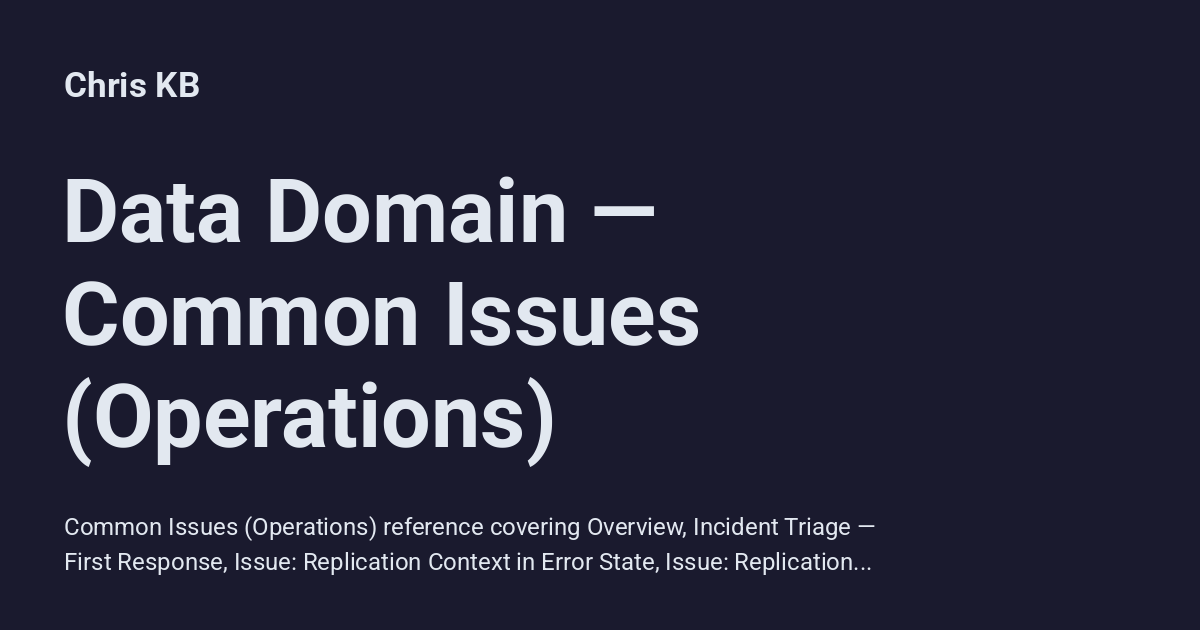 Chris KB
Data Domain —
Common Issues
(Operations)
Common Issues (Operations) reference covering Overview, Incident Triage —
First Response, Issue: Replication Context in Error State, Issue: Replication...